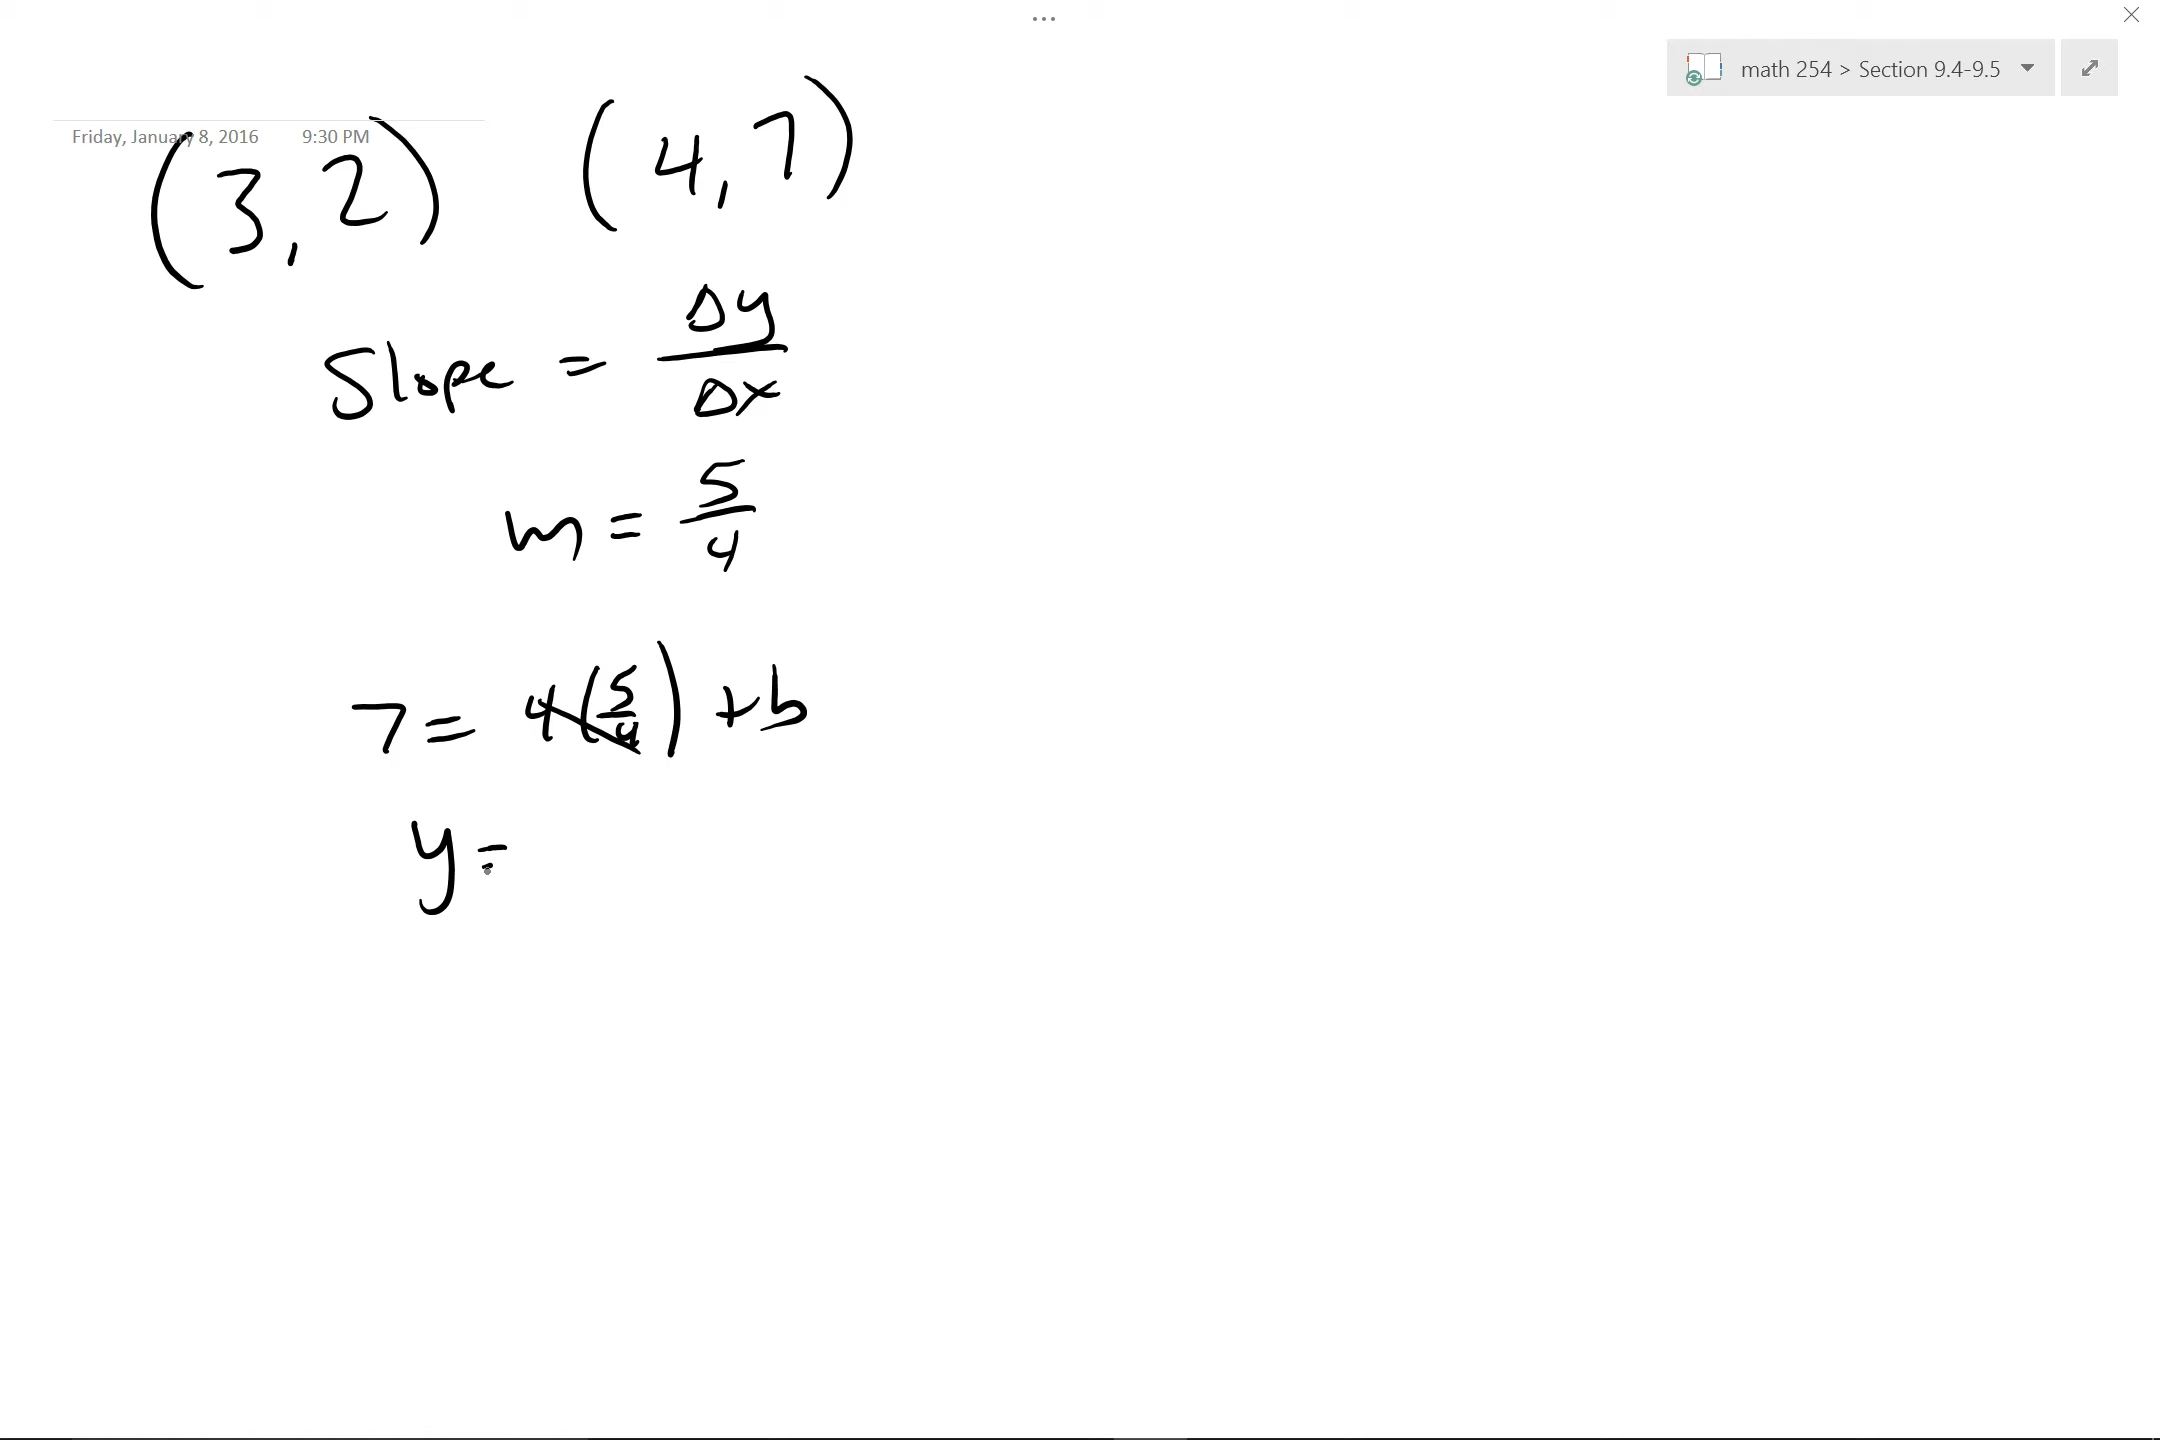 math 254 > Section 9.4-9.5
Friday, January 8, 2016 9:30 PM
(3, 2) (4, 7)
Slope = Δy/Δx
m = 5/4
7 = 4(5/4) + b
y =